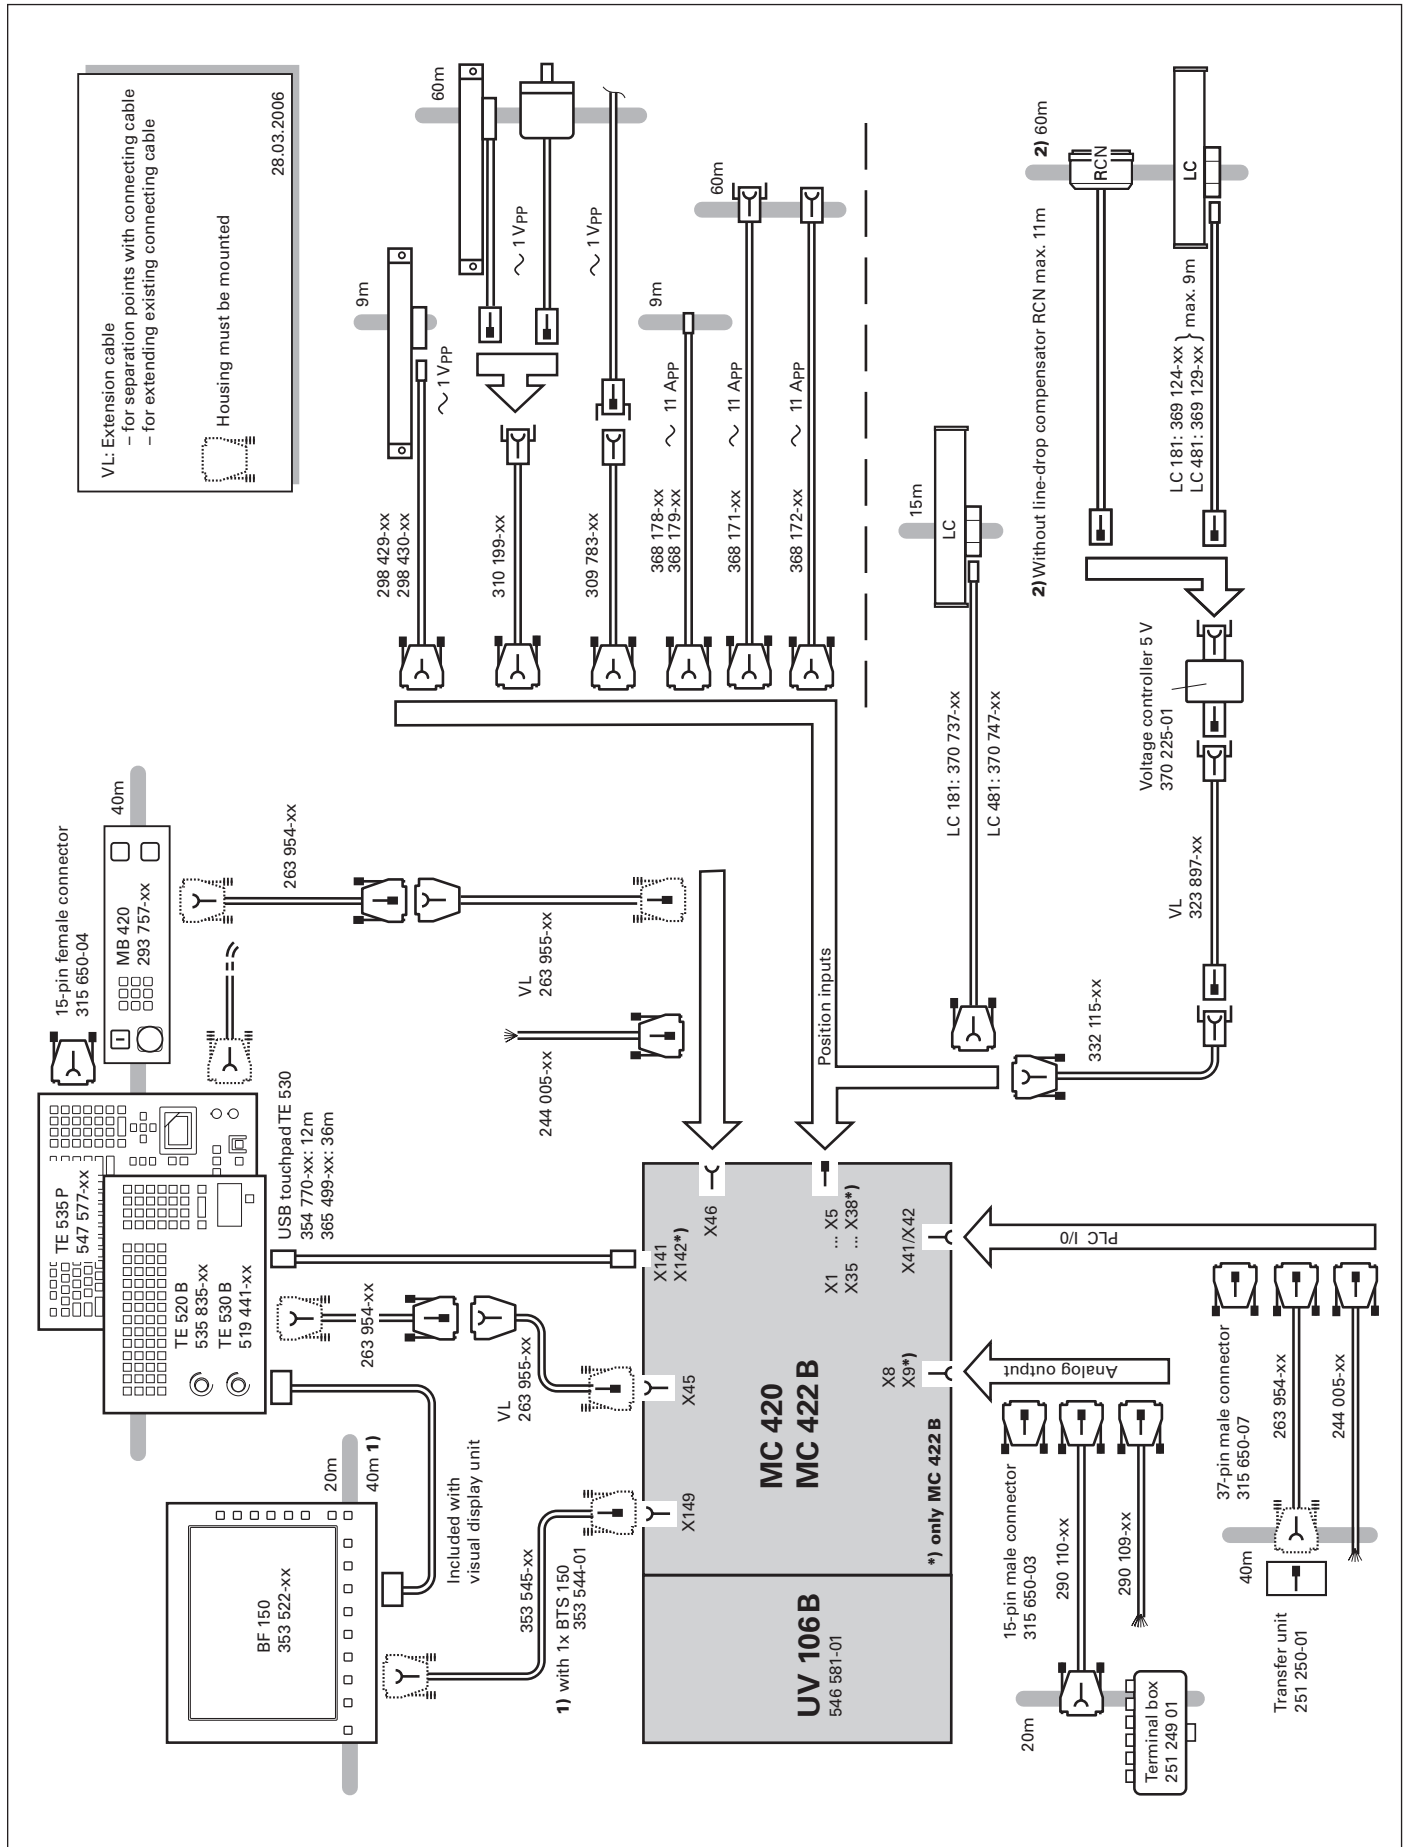 VL: Extension cable
– for separation points with connecting cable
– for extending existing connecting cable
Housing must be mounted
28.03.2006
BF 150
353 522-xx
20m
40m 1)
Included with
visual display unit
353 545-xx
1) with 1x BTS 150
353 544-01
TE 535 P
547 577-xx
TE 520 B
535 835-xx
TE 530 B
519 441-xx
15-pin female connector
315 650-04
MB 420
293 757-xx
40m
USB touchpad TE 530
354 770-xx: 12m
365 499-xx: 36m
263 954-xx
VL
263 955-xx
263 954-xx
VL
263 955-xx
244 005-xx
298 429-xx
298 430-xx
~ 1 VPP
9m
310 199-xx
~ 1 VPP
60m
309 783-xx
~ 1 VPP
368 178-xx
368 179-xx
~ 11 APP
9m
368 171-xx
~ 11 APP
60m
368 172-xx
~ 11 APP
Position inputs
LC 181: 370 737-xx
LC 481: 370 747-xx
15m
LC
2) Without line-drop compensator RCN max. 11m
2) 60m
RCN
LC
LC 181: 369 124-xx
LC 481: 369 129-xx
} max. 9m
Voltage controller 5 V
370 225-01
VL
323 897-xx
332 115-xx
UV 106 B
546 581-01
MC 420
MC 422 B
*) only MC 422 B
X149
X45
X141
X142*)
X46
X1 ... X5
X35 ... X38*)
X41/X42
X8
X9*)
Analog output
PLC I/0
15-pin male connector
315 650-03
290 110-xx
290 109-xx
20m
Terminal box
251 249 01
37-pin male connector
315 650-07
263 954-xx
244 005-xx
40m
Transfer unit
251 250-01